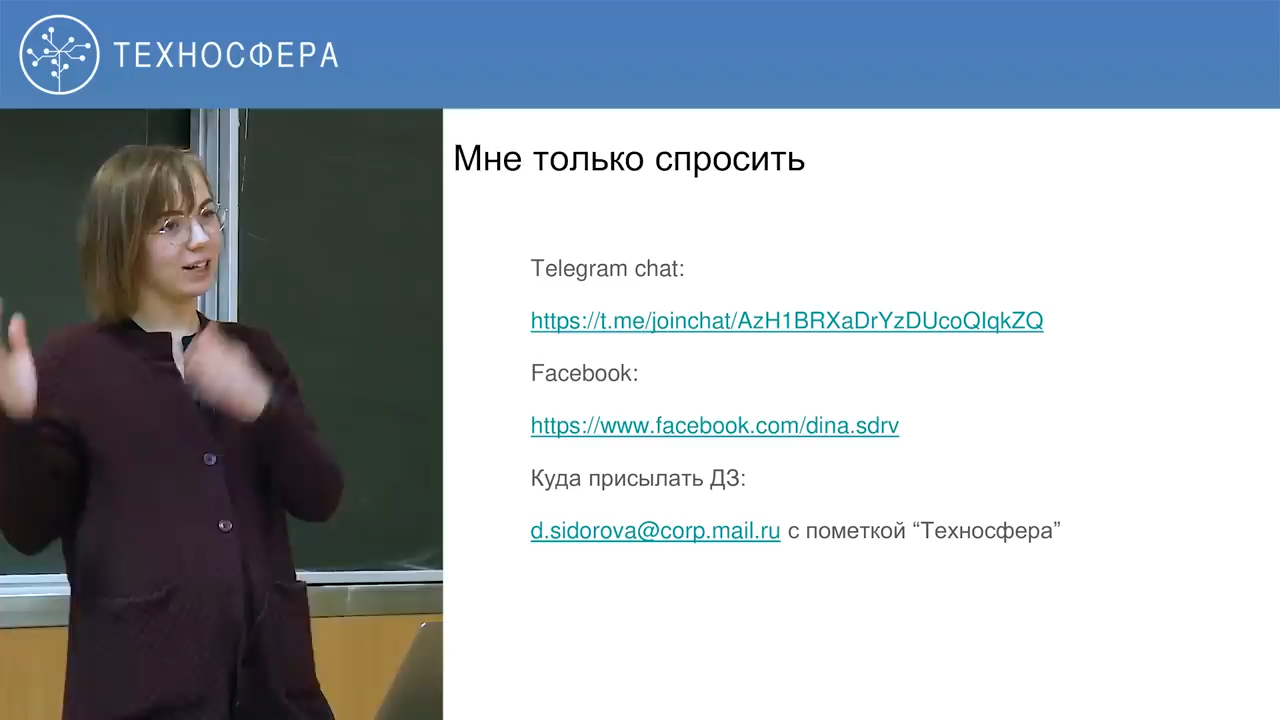 ТЕХНОСФЕРА
Мне только спросить
Telegram chat:
https://t.me/joinchat/AzH1BRXaDrYzDUcoQIqkZQ
Facebook:
https://www.facebook.com/dina.sdrv
Куда присылать ДЗ:
d.sidorova@corp.mail.ru с пометкой “Техносфера”